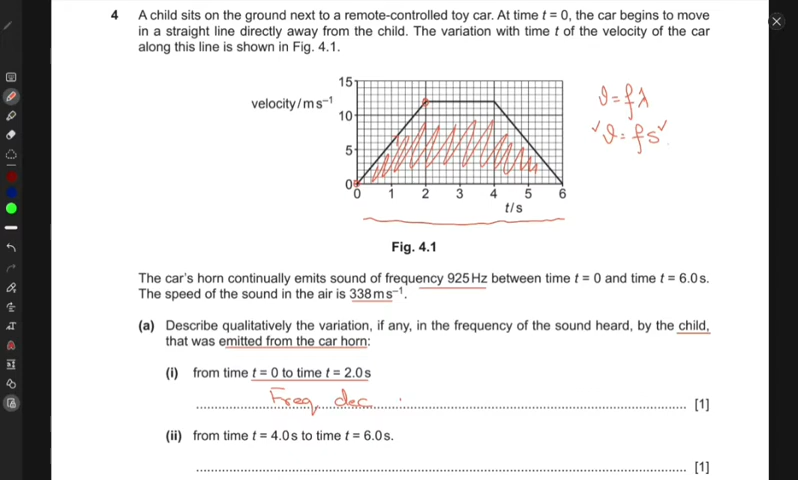 4 A child sits on the ground next to a remote-controlled toy car. At time t = 0, the car begins to move
in a straight line directly away from the child. The variation with time t of the velocity of the car
along this line is shown in Fig. 4.1.
velocity / m s⁻¹
15
10
5
0
0 1 2 3 4 5 6
t / s
ϑ = fλ
✓ϑ = fs✓
Fig. 4.1
The car's horn continually emits sound of frequency 925 Hz between time t = 0 and time t = 6.0 s.
The speed of the sound in the air is 338 m s⁻¹.
(a) Describe qualitatively the variation, if any, in the frequency of the sound heard, by the child,
that was emitted from the car horn:
(i) from time t = 0 to time t = 2.0 s
Freq. dec [1]
(ii) from time t = 4.0 s to time t = 6.0 s.
[1]